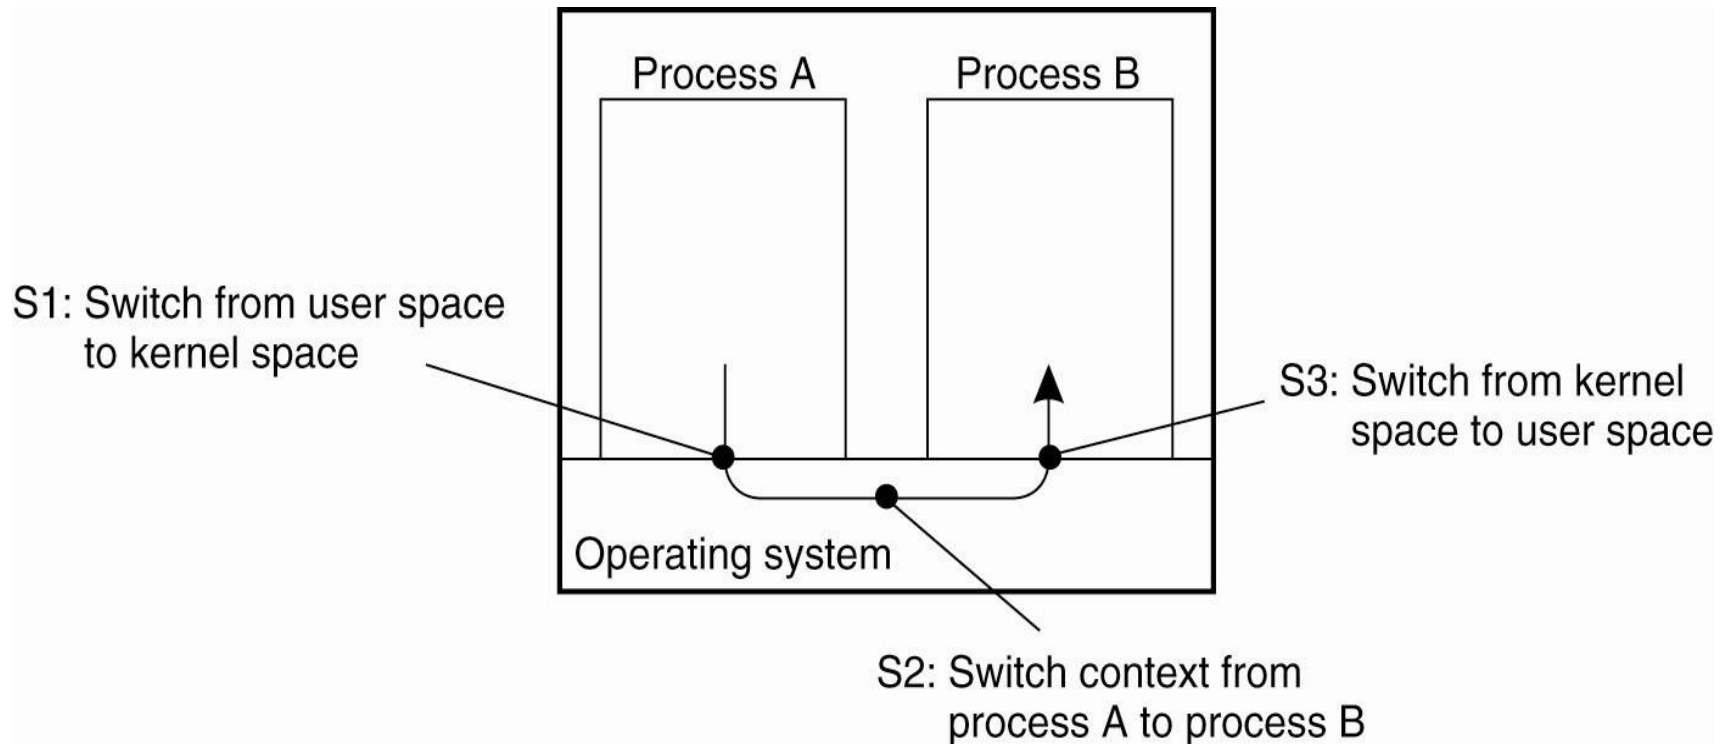 Process A
Process B
S1: Switch from user space
to kernel space
S3: Switch from kernel
space to user space
Operating system
S2: Switch context from
process A to process B